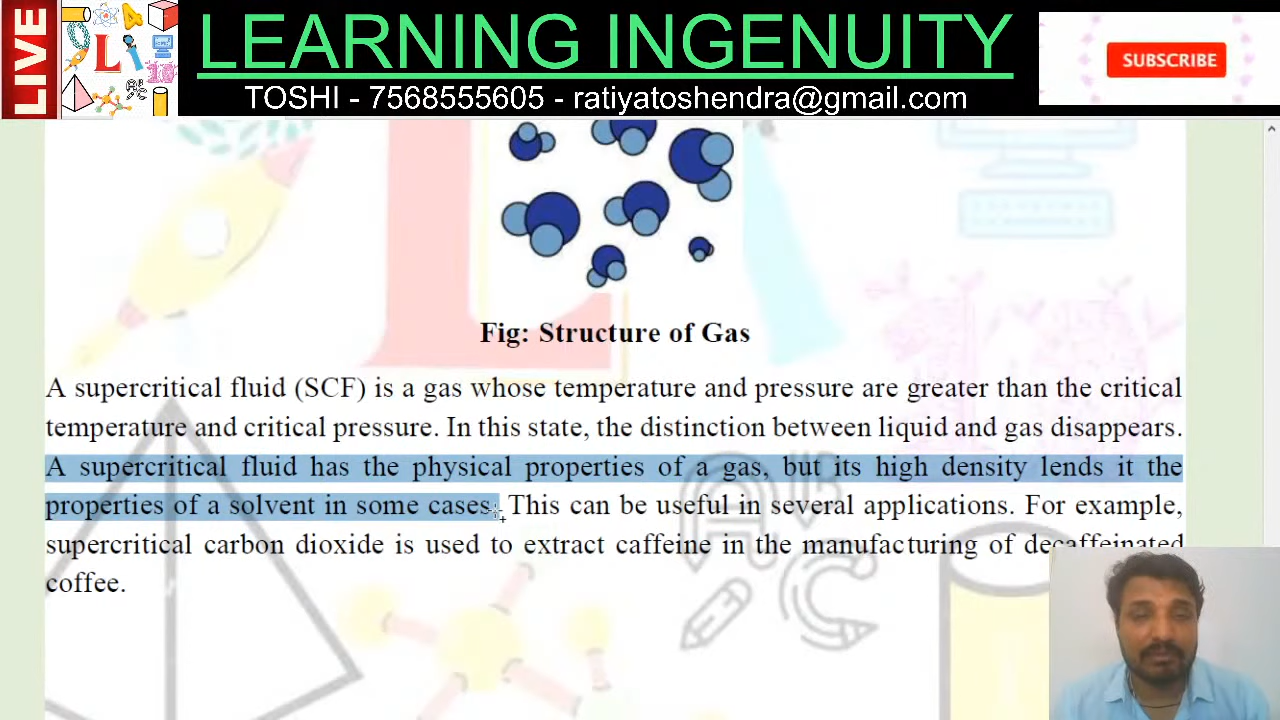 LIVE
LEARNING INGENUITY
TOSHI - 7568555605 - ratiyatoshendra@gmail.com
SUBSCRIBE
Fig: Structure of Gas
A supercritical fluid (SCF) is a gas whose temperature and pressure are greater than the critical
temperature and critical pressure. In this state, the distinction between liquid and gas disappears.
A supercritical fluid has the physical properties of a gas, but its high density lends it the
properties of a solvent in some cases. This can be useful in several applications. For example,
supercritical carbon dioxide is used to extract caffeine in the manufacturing of decaffeinated
coffee.